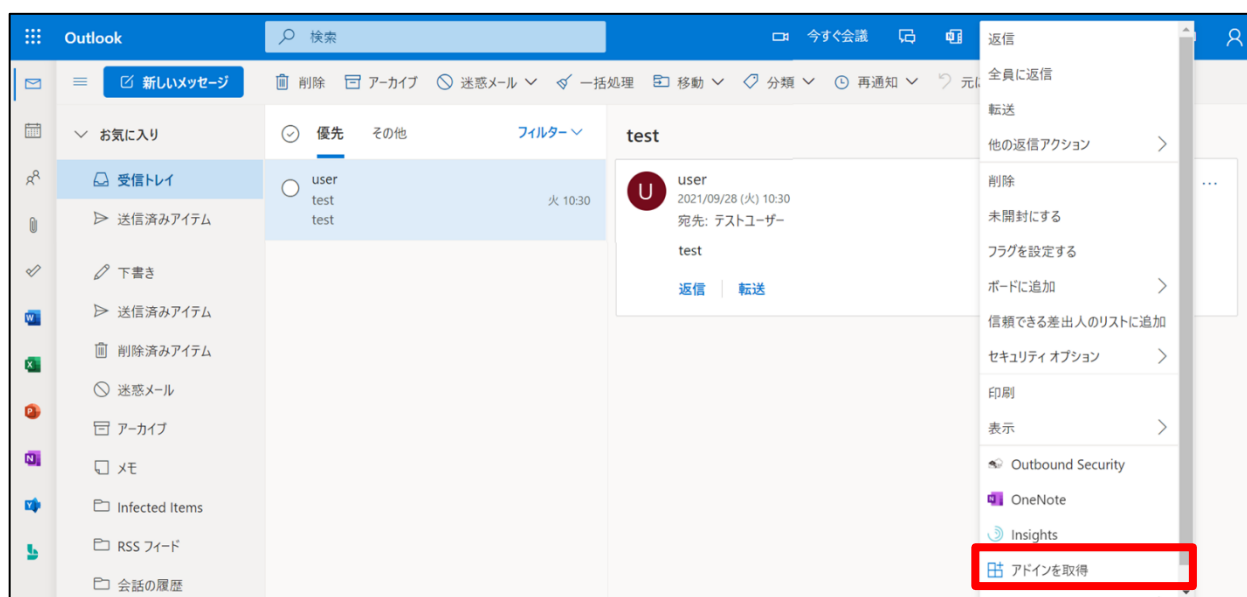 Outlook
検索
今すぐ会議
新しいメッセージ
削除 アーカイブ 迷惑メール 一括処理 移動 分類 再通知
お気に入り
受信トレイ
送信済みアイテム
下書き
送信済みアイテム
削除済みアイテム
迷惑メール
アーカイブ
メモ
Infected Items
RSS フィード
会話の履歴
優先 その他 フィルター
user
test 火 10:30
test
test
U
user
2021/09/28 (火) 10:30
宛先: テストユーザー
test
返信 転送
返信
全員に返信
転送
他の返信アクション
削除
未開封にする
フラグを設定する
ボードに追加
信頼できる差出人のリストに追加
セキュリティ オプション
印刷
表示
Outbound Security
OneNote
Insights
アドインを取得